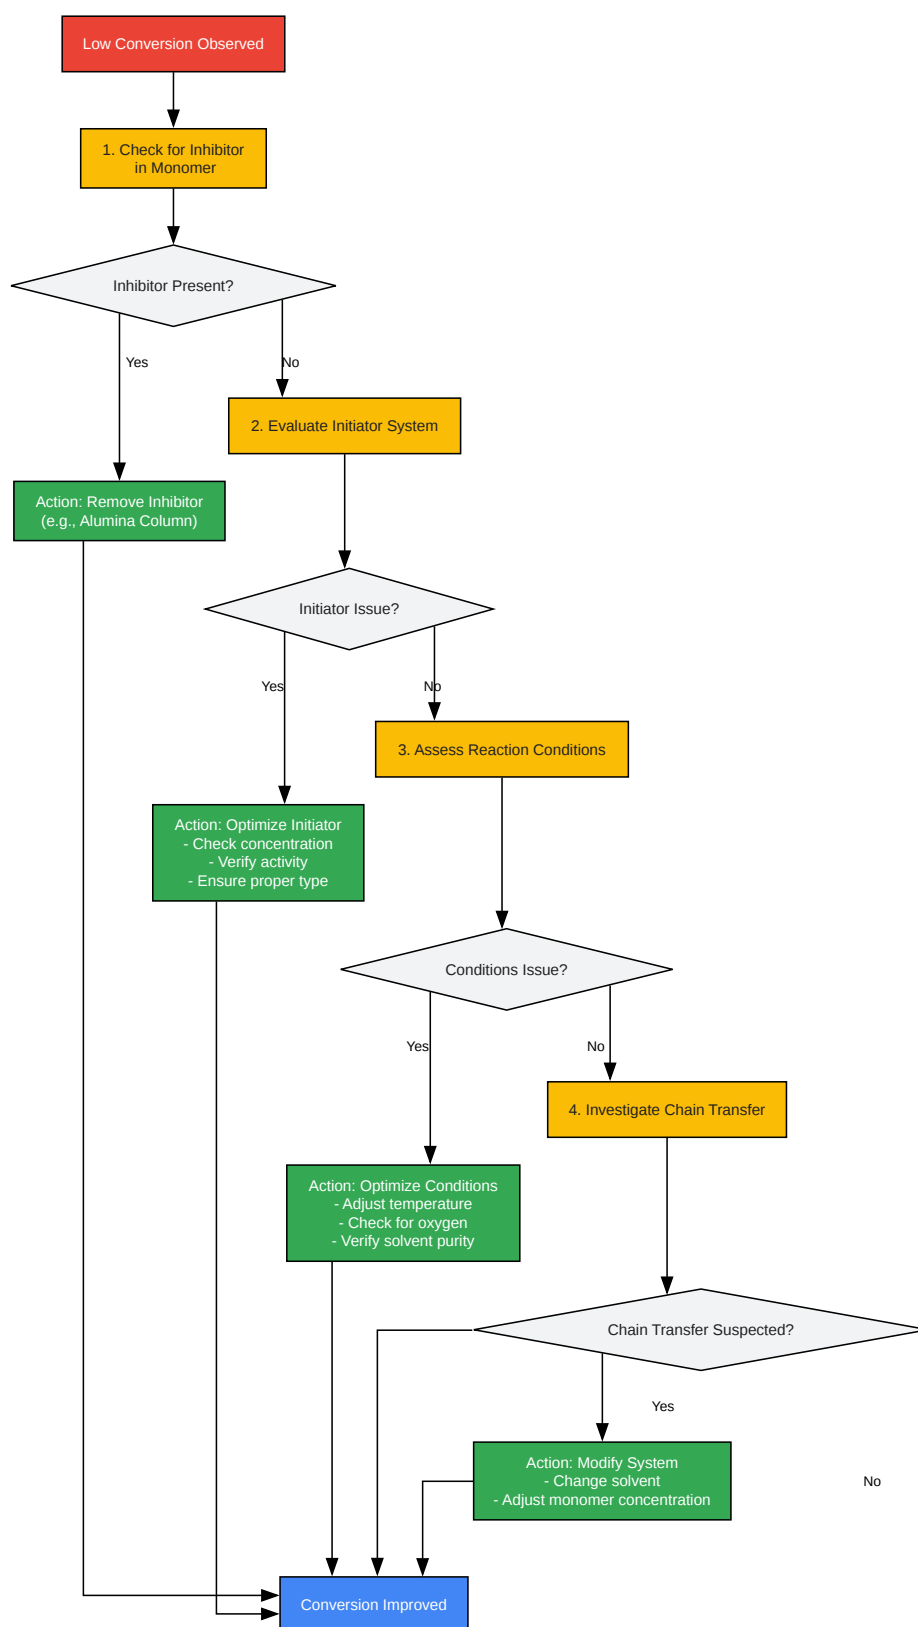 Low Conversion Observed
1. Check for Inhibitor
in Monomer
Inhibitor Present?
Yes
No
2. Evaluate Initiator System
Action: Remove Inhibitor
(e.g., Alumina Column)
Initiator Issue?
Yes
No
3. Assess Reaction Conditions
Action: Optimize Initiator
- Check concentration
- Verify activity
- Ensure proper type
Conditions Issue?
Yes
No
4. Investigate Chain Transfer
Action: Optimize Conditions
- Adjust temperature
- Check for oxygen
- Verify solvent purity
Chain Transfer Suspected?
Yes
Action: Modify System
- Change solvent
- Adjust monomer concentration
No
Conversion Improved